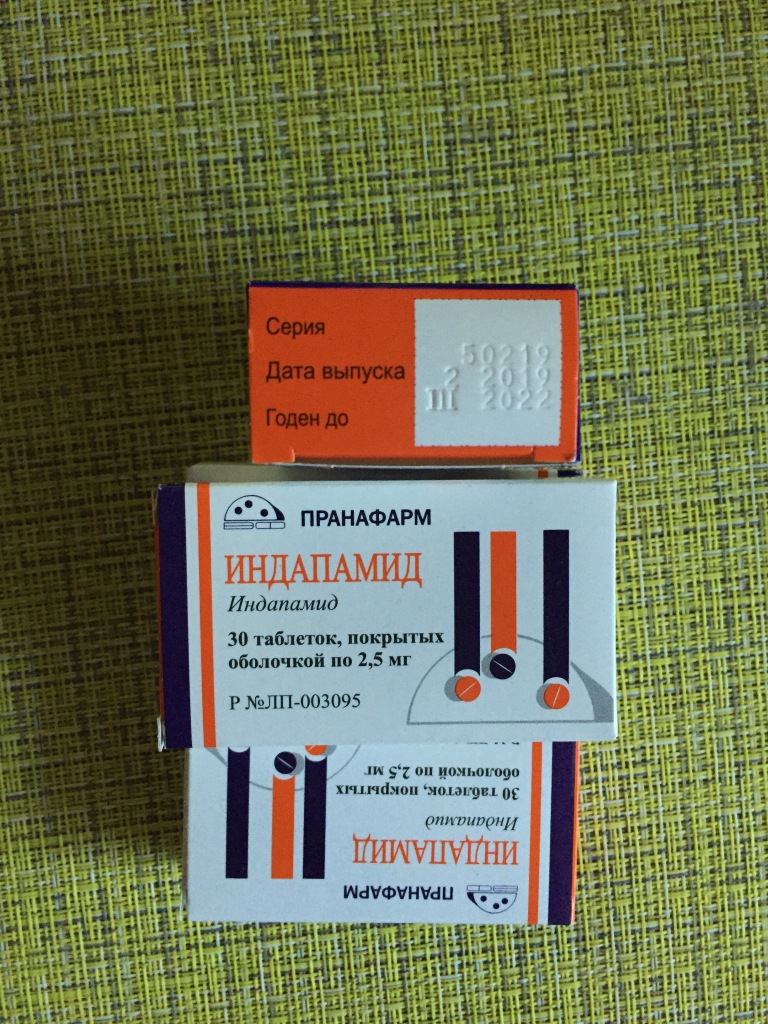 Серия
50219
Дата выпуска
2 2019
Годен до
III 2022
ПРАНАФАРМ
ИНДАПАМИД
Индапамид
30 таблеток, покрытых
оболочкой по 2,5 мг
Р №ЛП-003095
ПРАНАФАРМ
ИНДАПАМИД
Индапамид
30 таблеток, покрытых
оболочкой по 2,5 мг